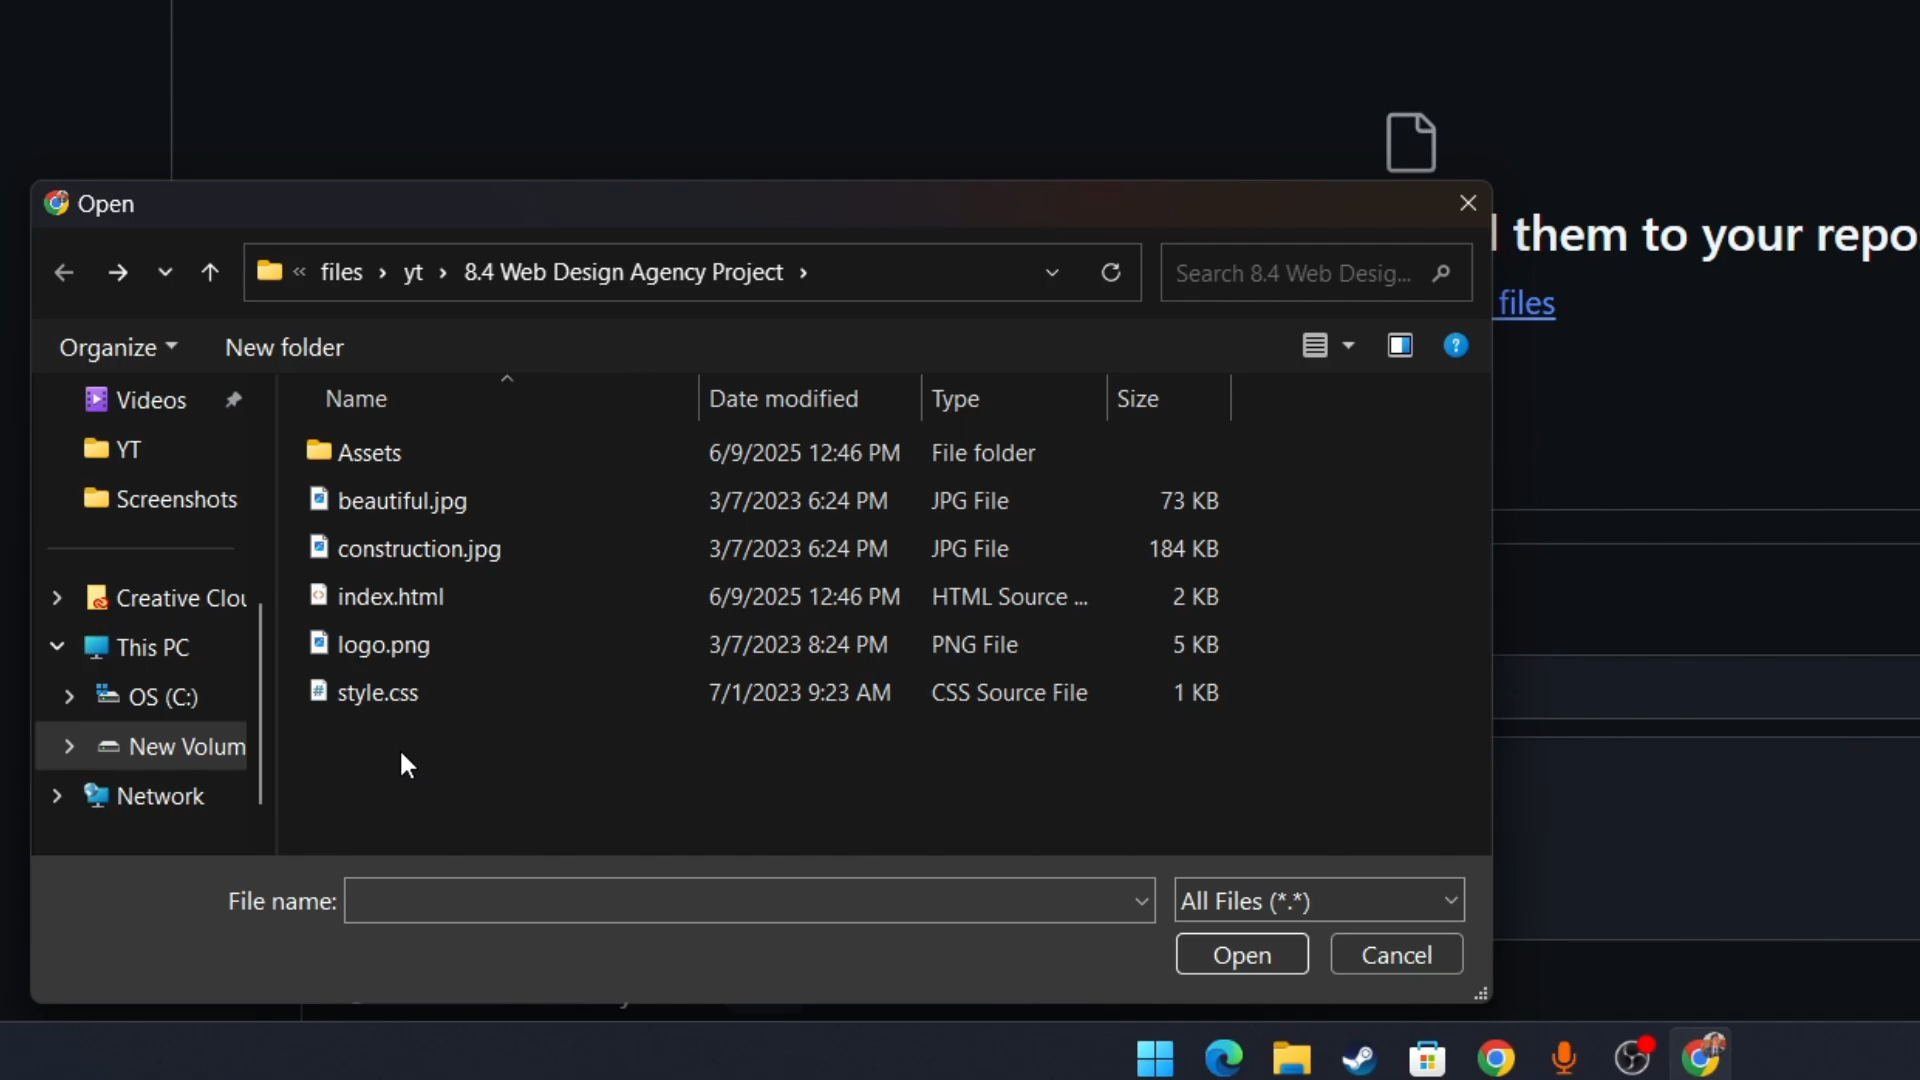 them to your repo
files
Open
« files › yt › 8.4 Web Design Agency Project ›
Search 8.4 Web Desig...
Organize
New folder
Videos
YT
Screenshots
Creative Clou
This PC
OS (C:)
New Volum
Network
Name Date modified Type Size
Assets 6/9/2025 12:46 PM File folder
beautiful.jpg 3/7/2023 6:24 PM JPG File 73 KB
construction.jpg 3/7/2023 6:24 PM JPG File 184 KB
index.html 6/9/2025 12:46 PM HTML Source ... 2 KB
logo.png 3/7/2023 8:24 PM PNG File 5 KB
style.css 7/1/2023 9:23 AM CSS Source File 1 KB
File name:
All Files (*.*)
Open Cancel